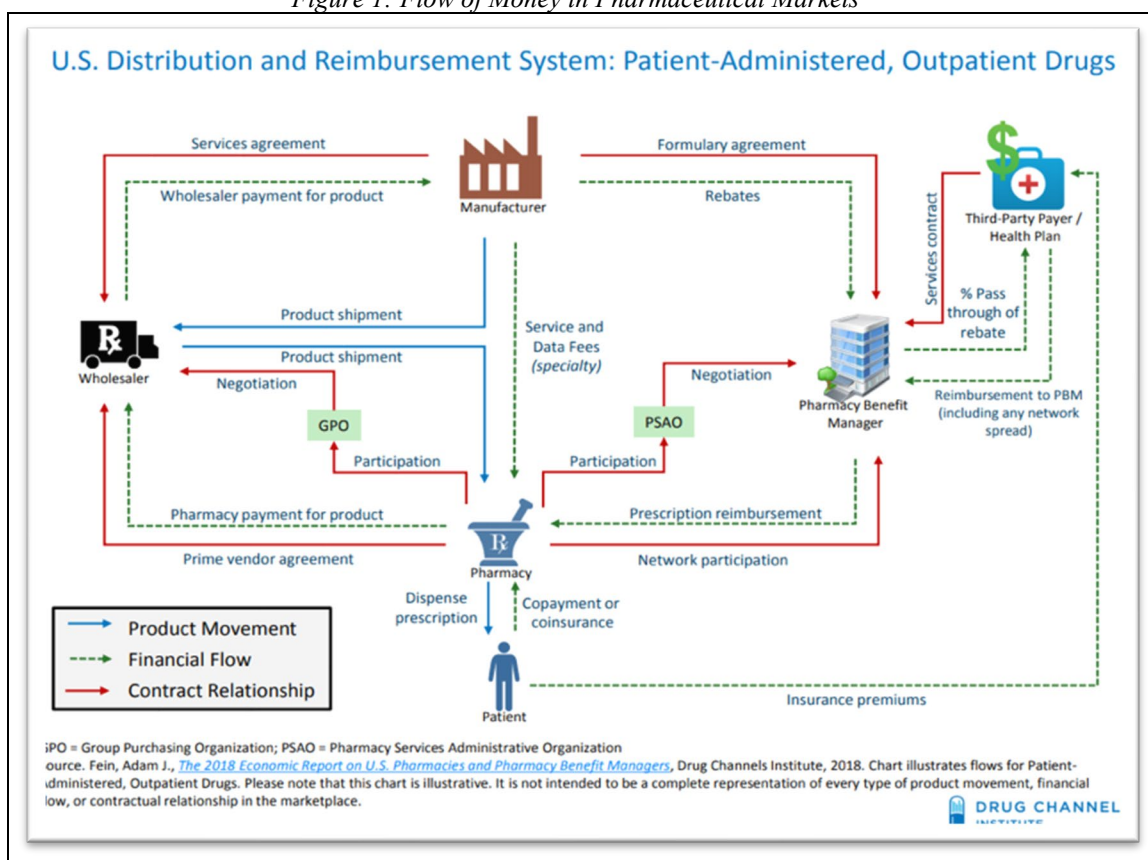 Figure 1: Flow of Money in Pharmaceutical Markets
U.S. Distribution and Reimbursement System: Patient-Administered, Outpatient Drugs
Services agreement
Wholesaler payment for product
Manufacturer
Formulary agreement
Rebates
Third-Party Payer /
Health Plan
Services contract
% Pass
through of
rebate
Product shipment
Product shipment
Service and
Data Fees
(specialty)
Rx
Wholesaler
Negotiation
Negotiation
Pharmacy Benefit
Manager
Reimbursement to PBM
(including any network
spread)
GPO
PSAO
Participation
Participation
Pharmacy payment for product
Prescription reimbursement
Prime vendor agreement
Rx
Pharmacy
Network participation
Dispense
prescription
Copayment or
coinsurance
Product Movement
Financial Flow
Contract Relationship
Patient
Insurance premiums
GPO = Group Purchasing Organization; PSAO = Pharmacy Services Administrative Organization
ource. Fein, Adam J., The 2018 Economic Report on U.S. Pharmacies and Pharmacy Benefit Managers, Drug Channels Institute, 2018. Chart illustrates flows for Patient-
Administered, Outpatient Drugs. Please note that this chart is illustrative. It is not intended to be a complete representation of every type of product movement, financial
low, or contractual relationship in the marketplace.
DRUG CHANNEL
INSTITUTE